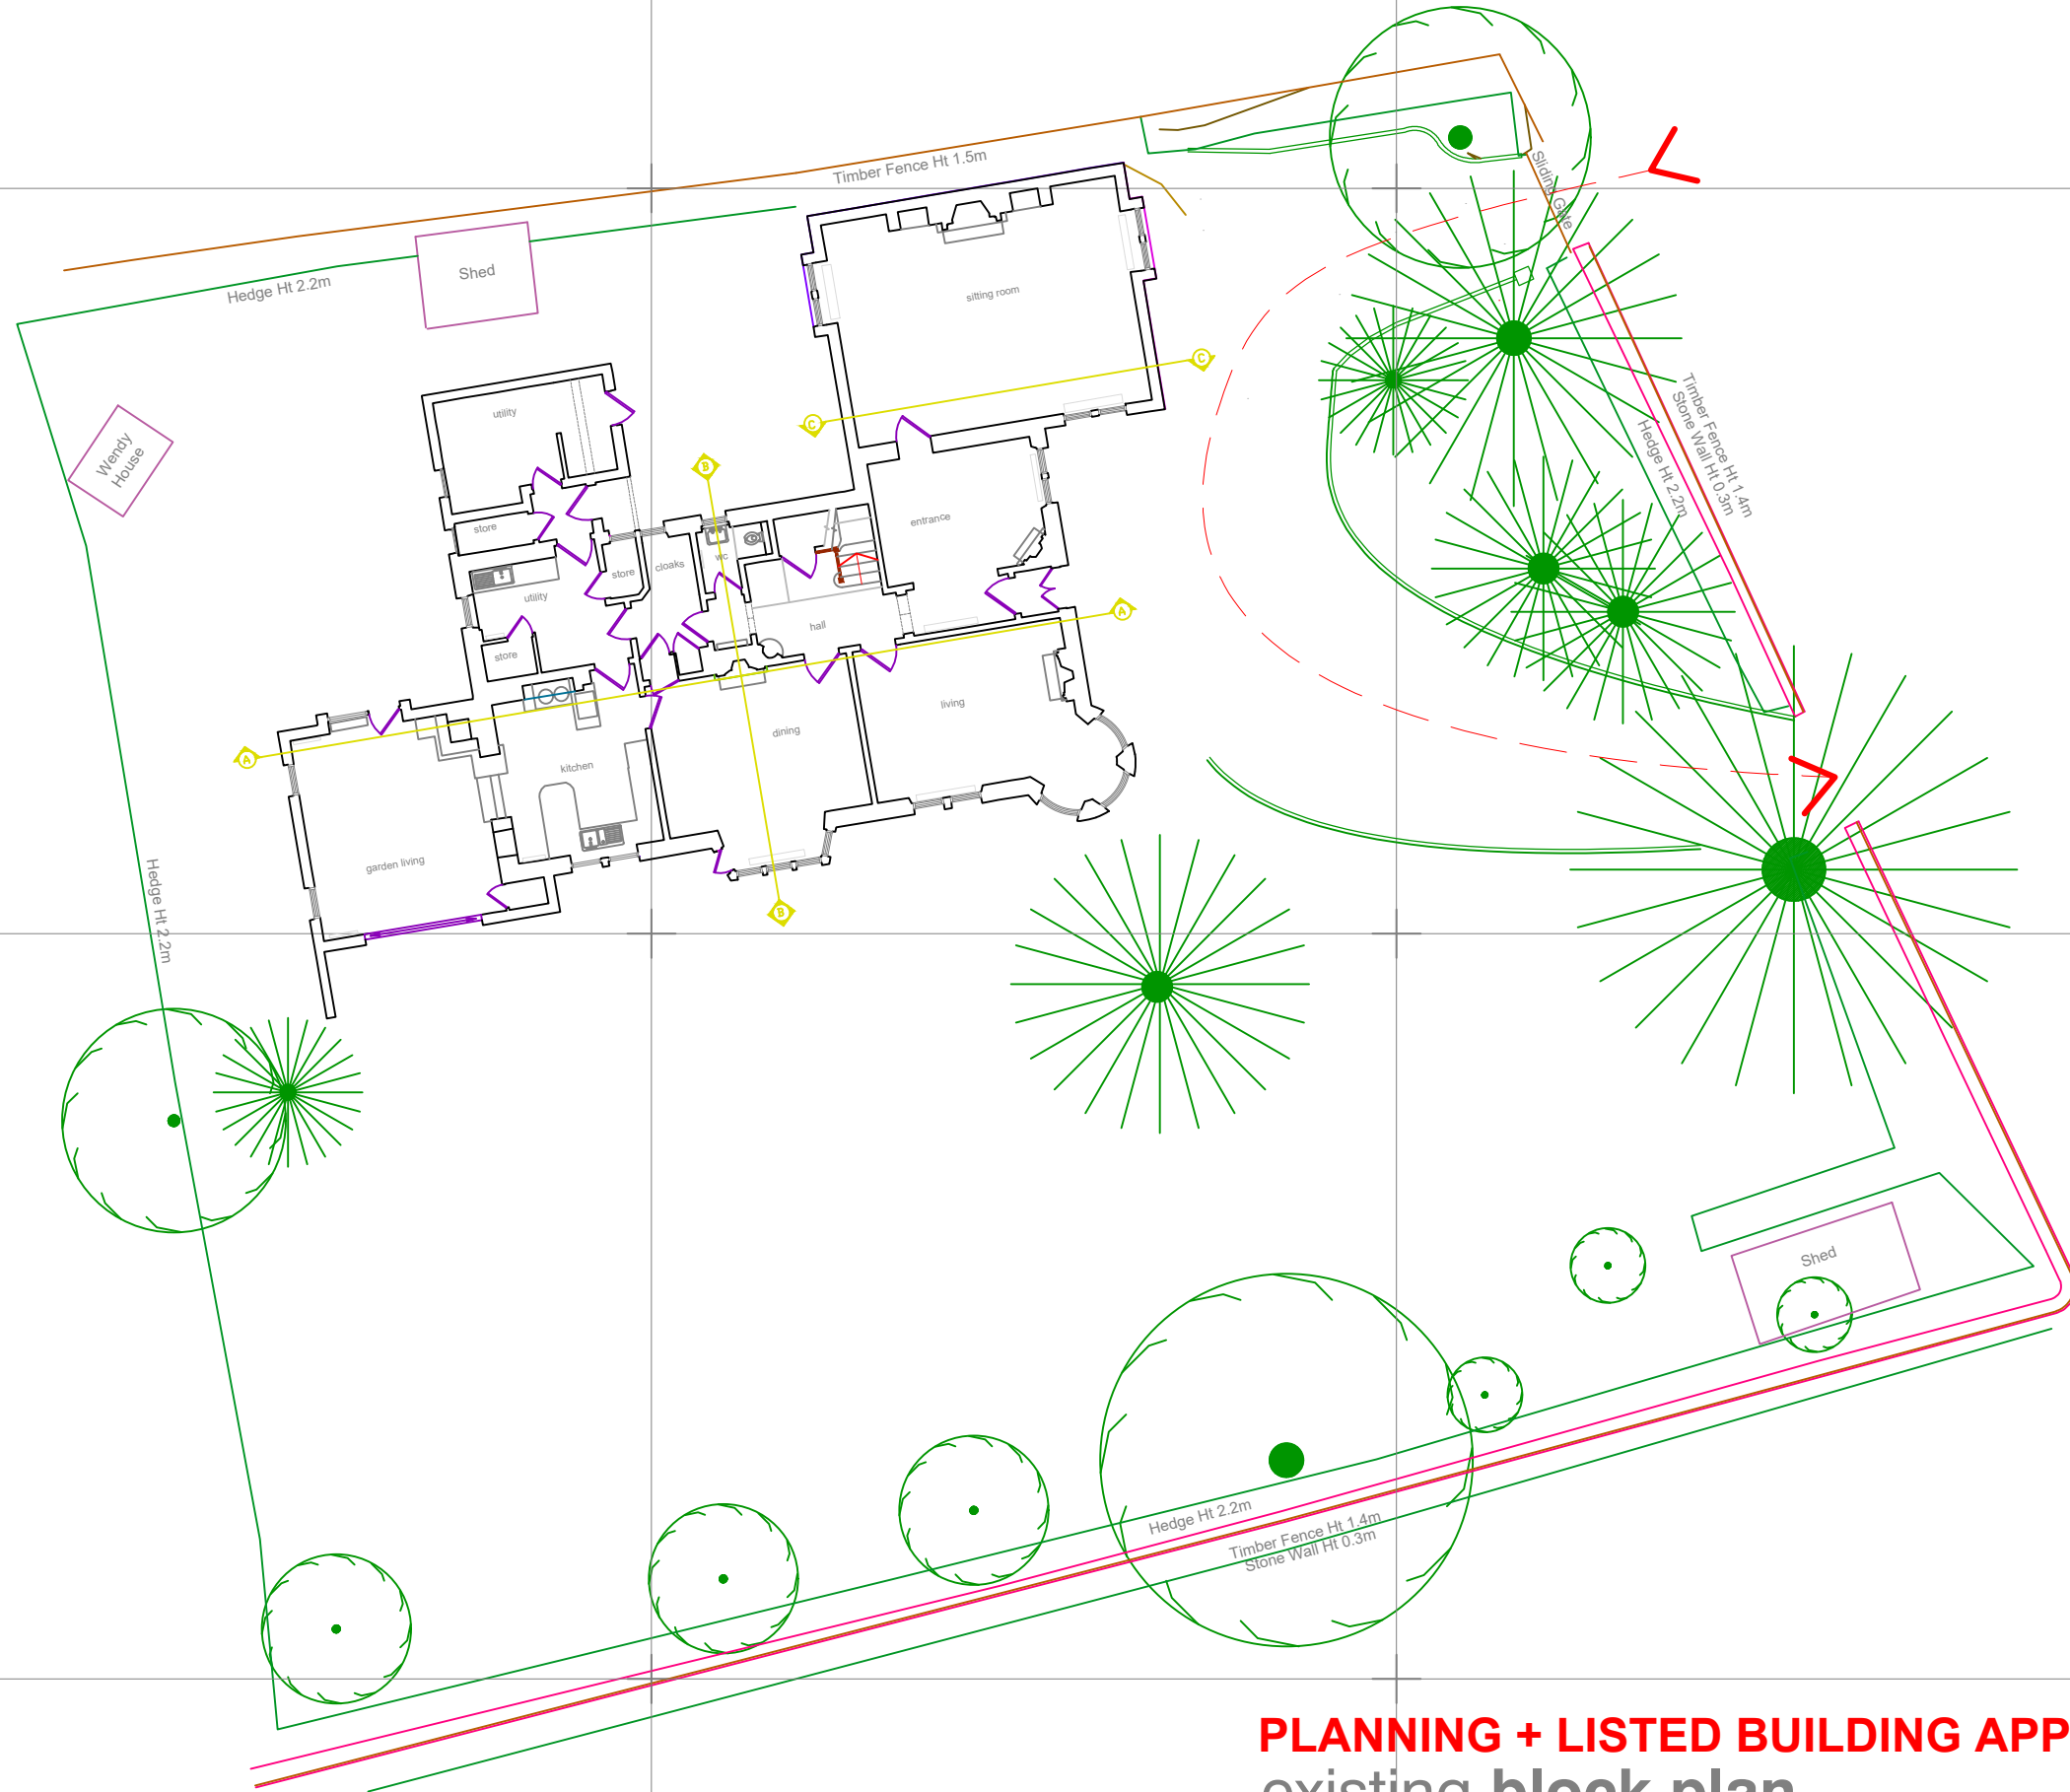 Timber Fence Ht 1.5m
Sliding Gate
Hedge Ht 2.2m
Shed
sitting room
C
C
Timber Fence Ht 1.4m
Stone Wall Ht 0.3m
Hedge Ht 2.2m
Wendy
House
utility
B
store
entrance
wc
cloaks
store
utility
hall
A
store
living
dining
kitchen
A
garden living
B
Hedge Ht 2.2m
Shed
Hedge Ht 2.2m
Timber Fence Ht 1.4m
Stone Wall Ht 0.3m
PLANNING + LISTED BUILDING APP
existing block plan